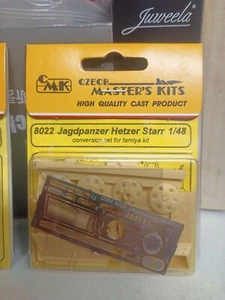 Juweela
CMK
CZECH
MASTER'S KITS
HIGH QUALITY CAST PRODUCT
8022 Jagdpanzer Hetzer Starr 1/48
conversion set for tamiya kit